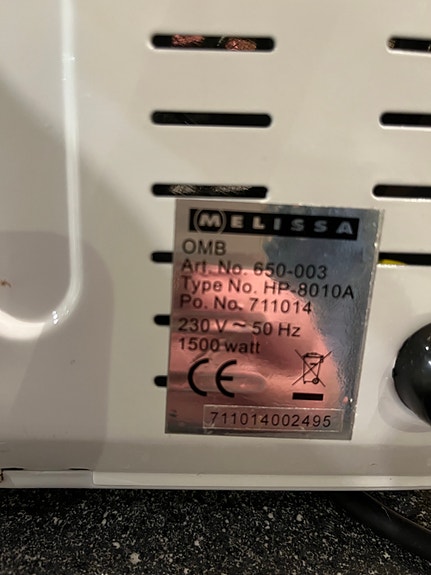 MELISSA
OMB
Art. No. 650-003
Type No. HP-8010A
Po. No. 711014
230 V ~ 50 Hz
1500 watt
CE
711014002495